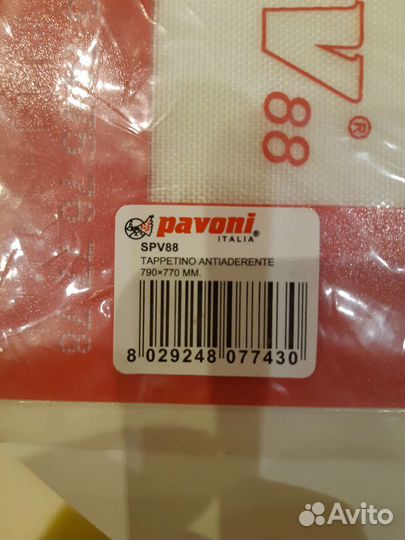 V®
88
pavoni
ITALIA®
SPV88
TAPPETINO ANTIADERENTE
790×770 MM.
8 029248 077430
Avito